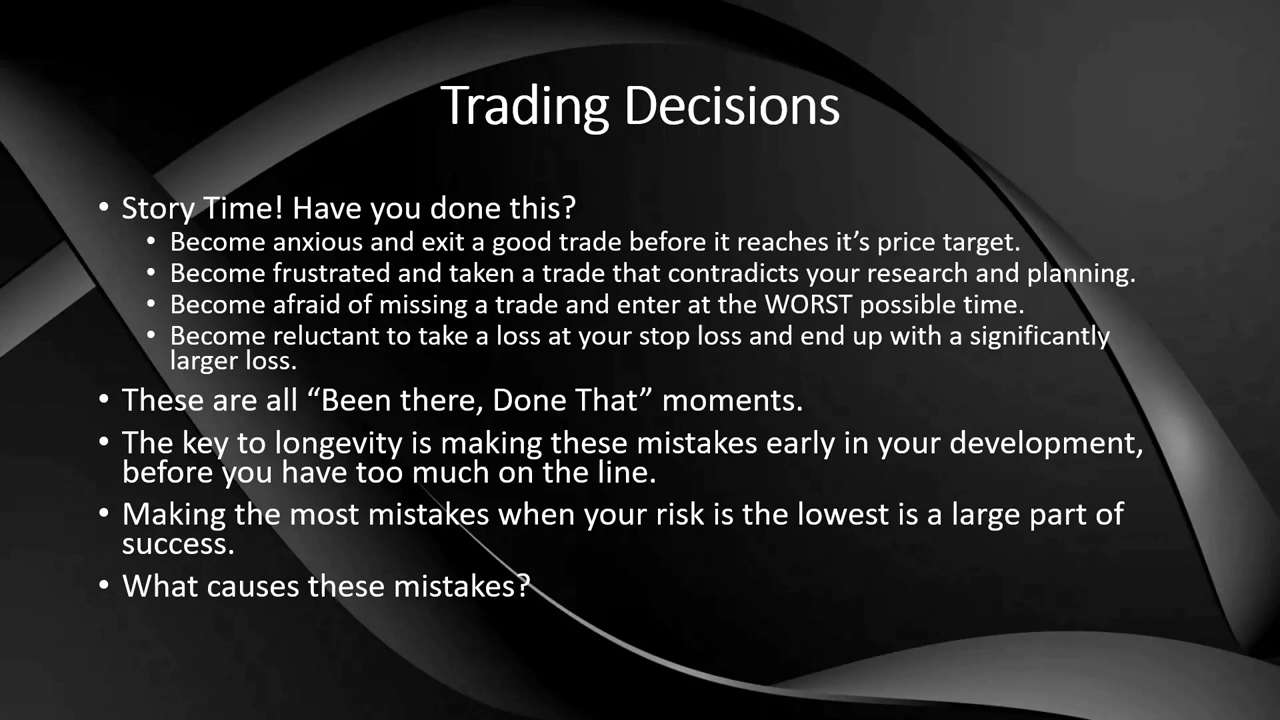 Trading Decisions
• Story Time! Have you done this?
• Become anxious and exit a good trade before it reaches it’s price target.
• Become frustrated and taken a trade that contradicts your research and planning.
• Become afraid of missing a trade and enter at the WORST possible time.
• Become reluctant to take a loss at your stop loss and end up with a significantly
larger loss.
• These are all “Been there, Done That” moments.
• The key to longevity is making these mistakes early in your development,
before you have too much on the line.
• Making the most mistakes when your risk is the lowest is a large part of
success.
• What causes these mistakes?